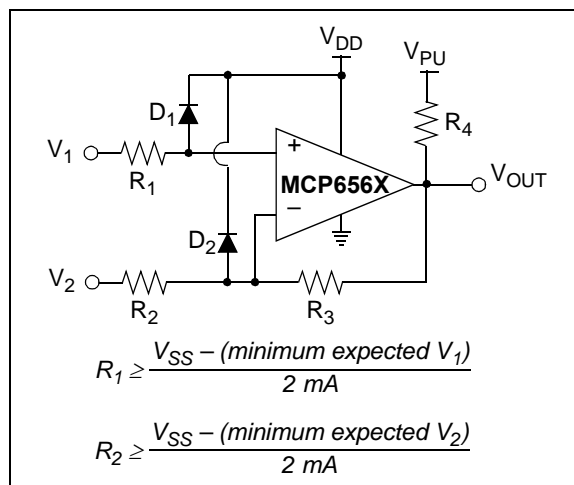 V_DD
V_PU
D_1
R_4
V_1
+
MCP656X
V_OUT
R_1
–
D_2
V_2
R_2
R_3
R_1 ≥ V_SS – (minimum expected V_1) / 2 mA
R_2 ≥ V_SS – (minimum expected V_2) / 2 mA